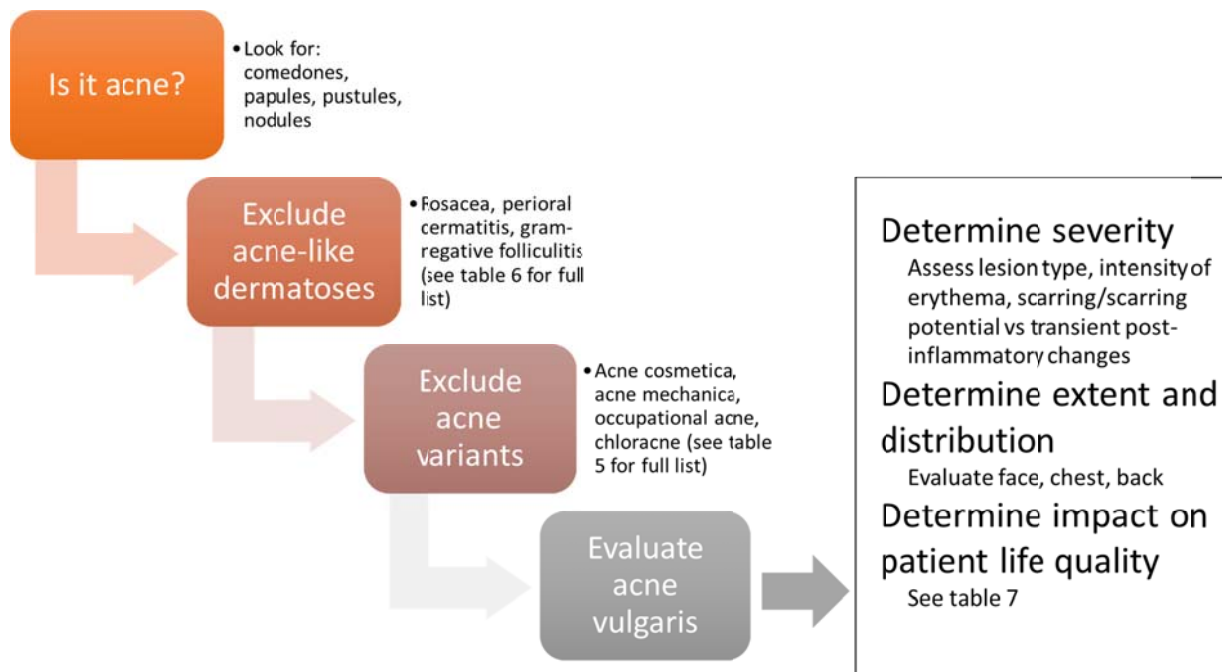 Is it acne?
•Look for:
comedones,
papules, pustules,
nodules
Exclude
acne-like
dermatoses
•Fosacea, perioral
cermatitis, gram-
regative folliculitis
(see table 6 for full
list)
Exclude
acne
variants
•Acne cosmetica,
acne mechanica,
occupational acne,
chloracne (see table
5 for full list)
Evaluate
acne
vulgaris
Determine severity
Assess lesion type, intensity of
erythema, scarring/scarring
potential vs transient post-
inflammatory changes
Determine extent and
distribution
Evaluate face, chest, back
Determine impact on
patient life quality
See table 7